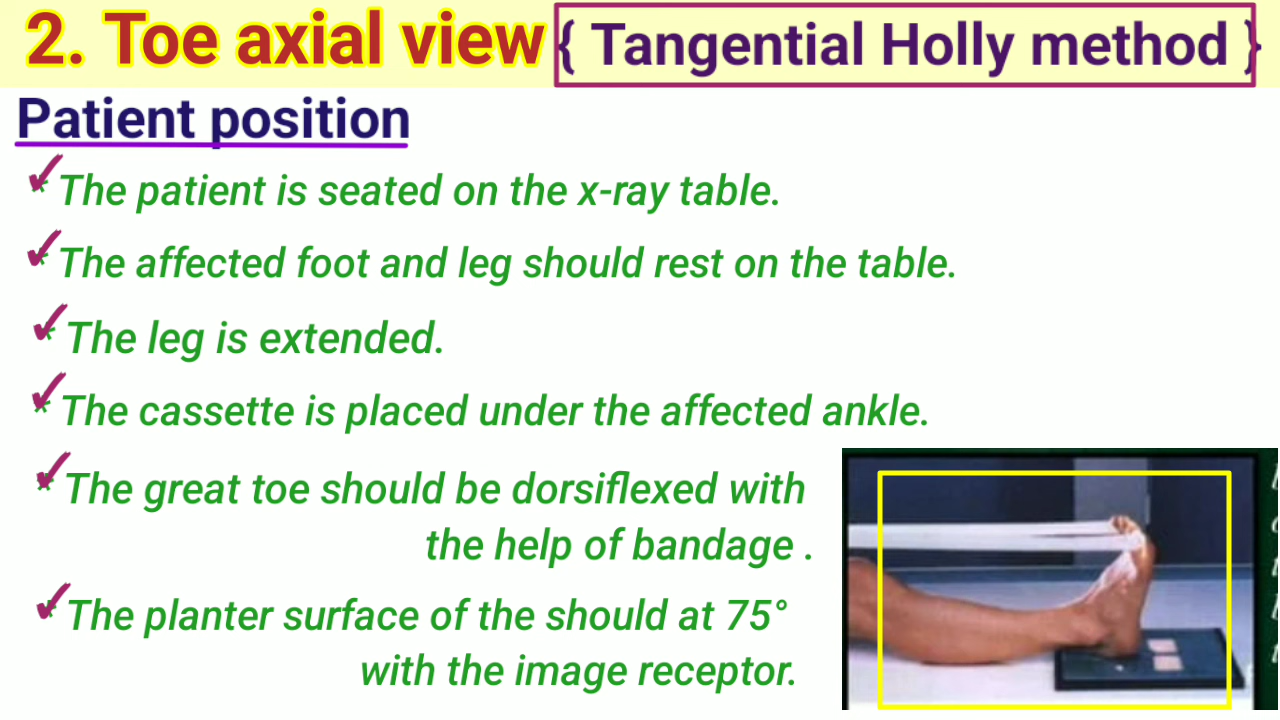 2. Toe axial view { Tangential Holly method }
Patient position
* The patient is seated on the x-ray table.
* The affected foot and leg should rest on the table.
* The leg is extended.
* The cassette is placed under the affected ankle.
* The great toe should be dorsiflexed with
the help of bandage .
* The planter surface of the should at 75°
with the image receptor.